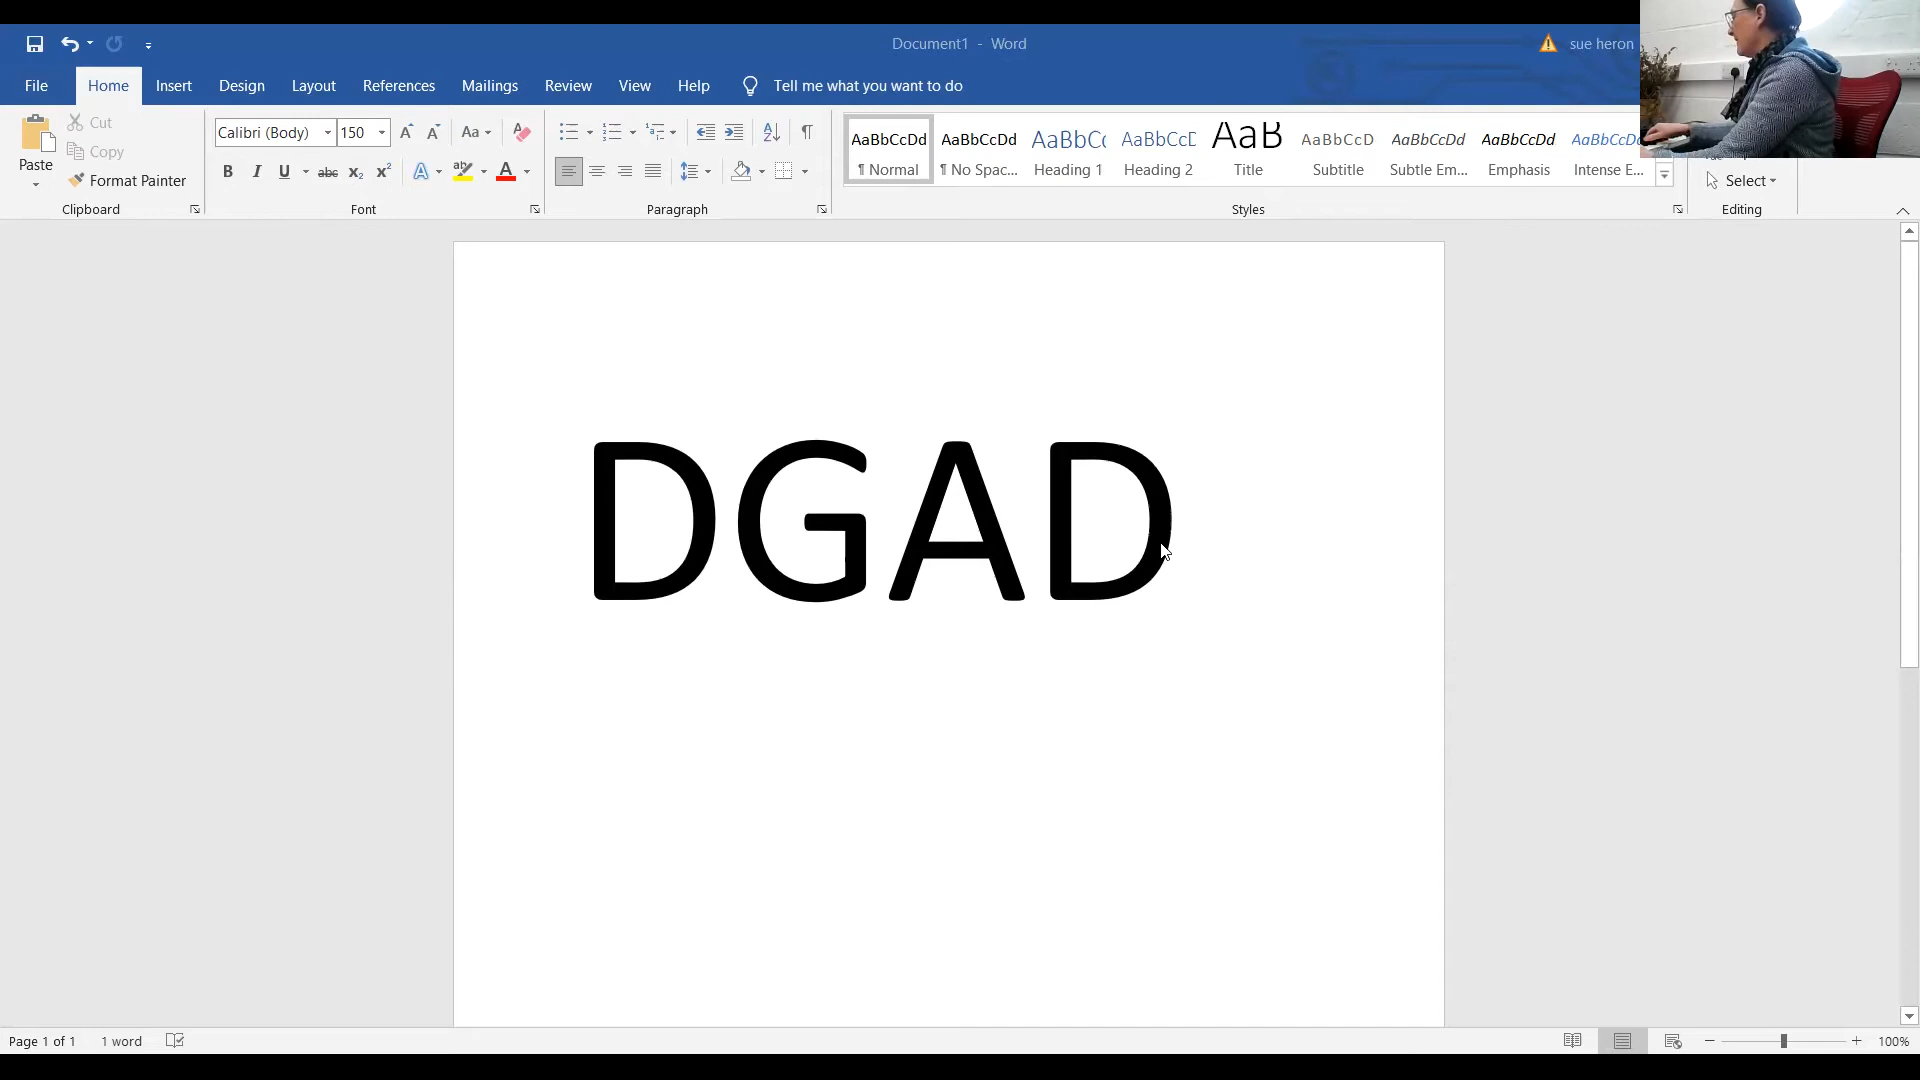 Document1 - Word
sue heron
File Home Insert Design Layout References Mailings Review View Help Tell me what you want to do
Paste
Cut
Copy
Format Painter
Clipboard
Calibri (Body) 150
Font
Paragraph
AaBbCcDd AaBbCcDd AaBbCc AaBbCcD AaB AaBbCcD AaBbCcDd AaBbCcDd AaBbCcDd
¶ Normal ¶ No Spac... Heading 1 Heading 2 Title Subtitle Subtle Em... Emphasis Intense E...
Styles
Select
Editing
DGAD
Page 1 of 1 1 word
100%